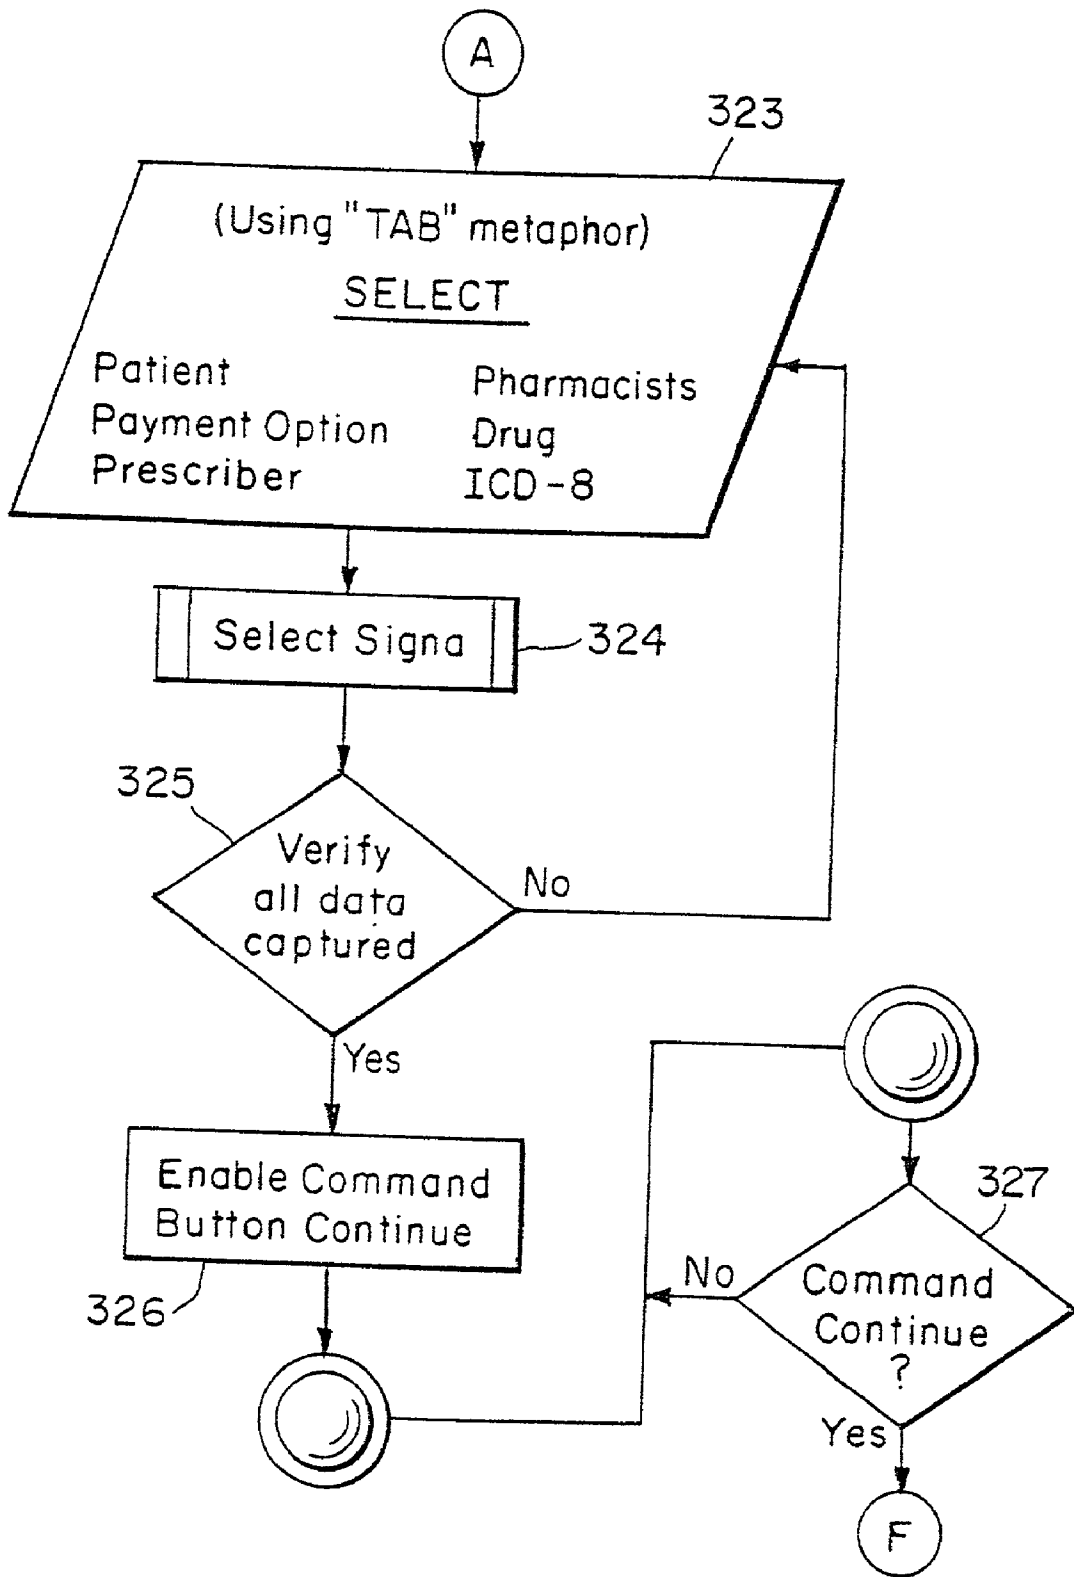 A
323
(Using "TAB" metaphor)
SELECT
Patient
Payment Option
Prescriber
Pharmacists
Drug
ICD-8
Select Signa
324
325
Verify
all data
captured
No
Yes
Enable Command
Button Continue
326
327
Command
Continue
?
No
Yes
F